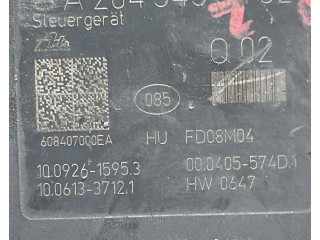 Steuergerät
Ate
Q 02
085
608407000EA HU FD08M04
10.0926-1595.3 00.0405-574D.1
10.0613-3712.1 HW 0647